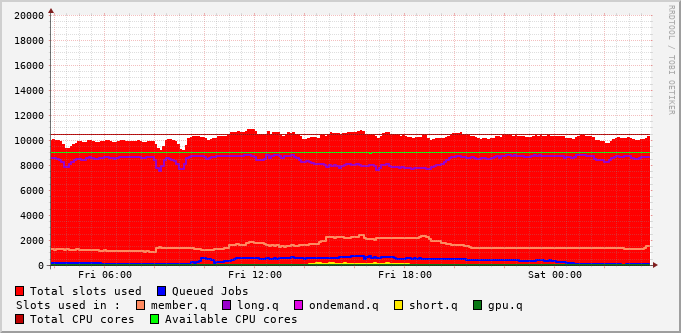 RRDTOOL / TOBI OETIKER
20000
18000
16000
14000
12000
10000
8000
6000
4000
2000
0
Fri 06:00 Fri 12:00 Fri 18:00 Sat 00:00
Total slots used Queued Jobs
Slots used in : member.q long.q ondemand.q short.q gpu.q
Total CPU cores Available CPU cores